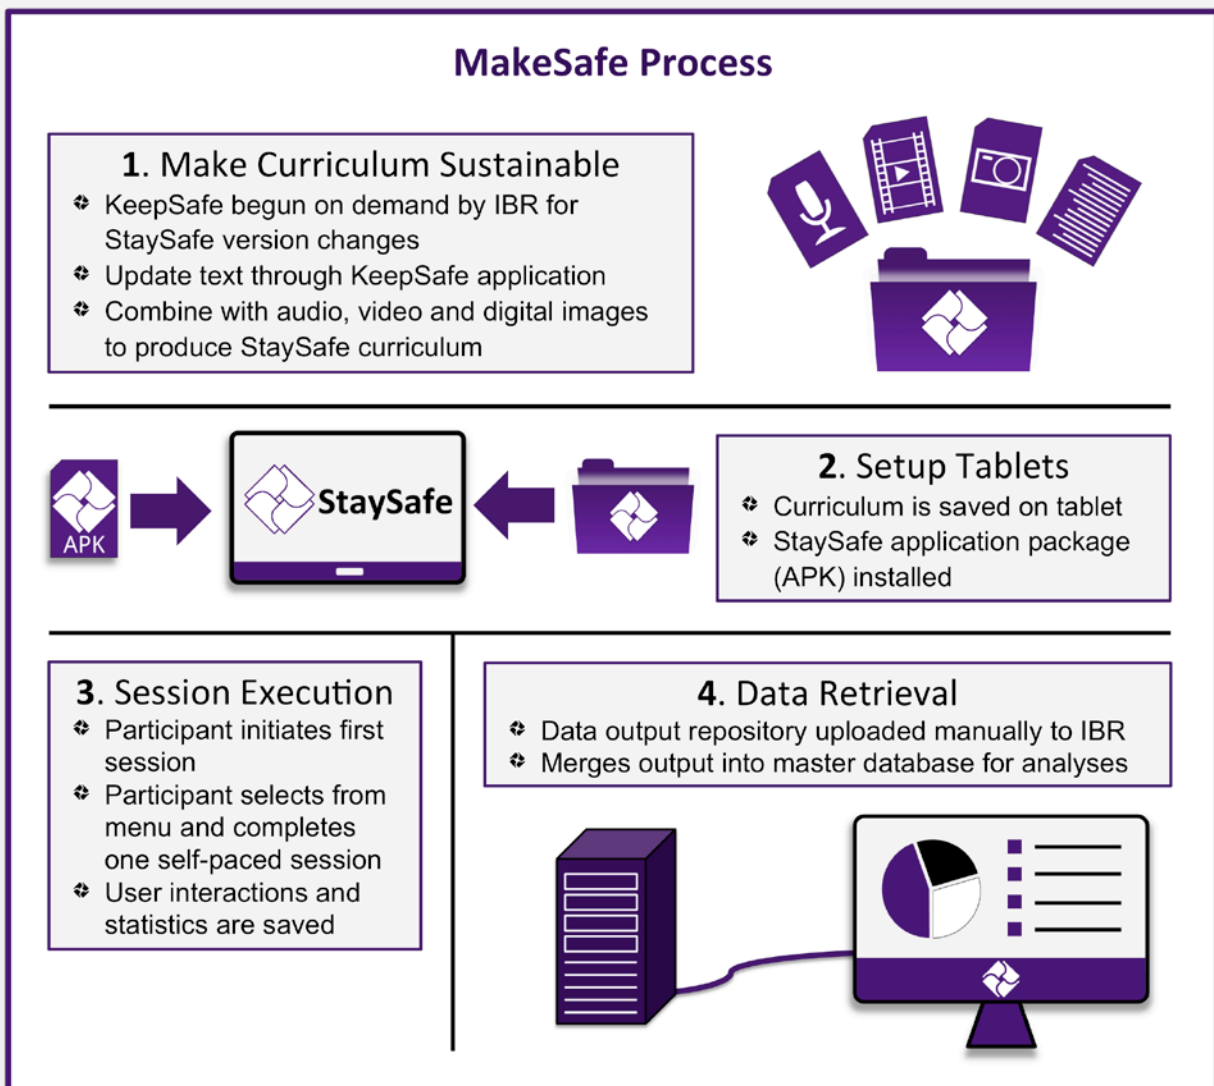 MakeSafe Process
1. Make Curriculum Sustainable
KeepSafe begun on demand by IBR for
StaySafe version changes
Update text through KeepSafe application
Combine with audio, video and digital images
to produce StaySafe curriculum
APK
StaySafe
2. Setup Tablets
Curriculum is saved on tablet
StaySafe application package
(APK) installed
3. Session Execution
Participant initiates first
session
Participant selects from
menu and completes
one self-paced session
User interactions and
statistics are saved
4. Data Retrieval
Data output repository uploaded manually to IBR
Merges output into master database for analyses